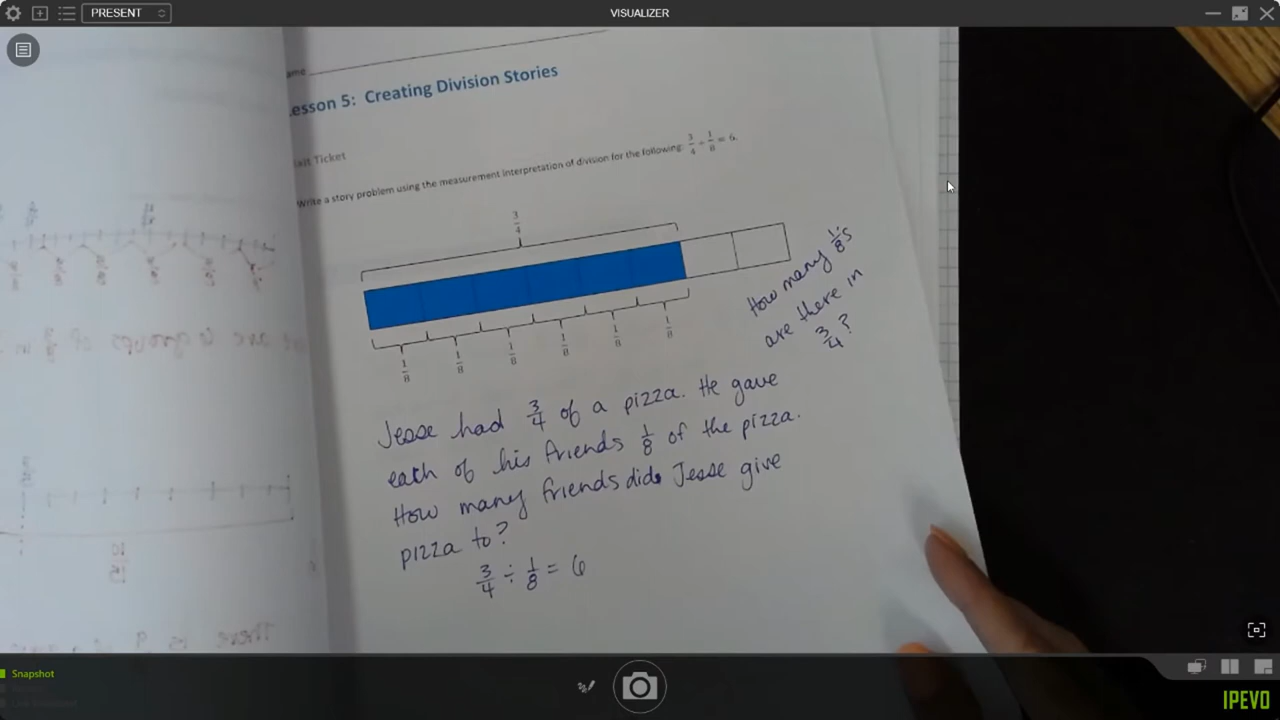 PRESENT
VISUALIZER
Lesson 5: Creating Division Stories
Exit Ticket
Write a story problem using the measurement interpretation of division for the following: 3/4 ÷ 1/8 = 6.
3/4
1/8 1/8 1/8 1/8 1/8 1/8
How many 1/8's
are there in
3/4?
Jesse had 3/4 of a pizza. He gave
each of his friends 1/8 of the pizza.
How many friends did Jesse give
pizza to?
3/4 ÷ 1/8 = 6
Snapshot
IPEVO